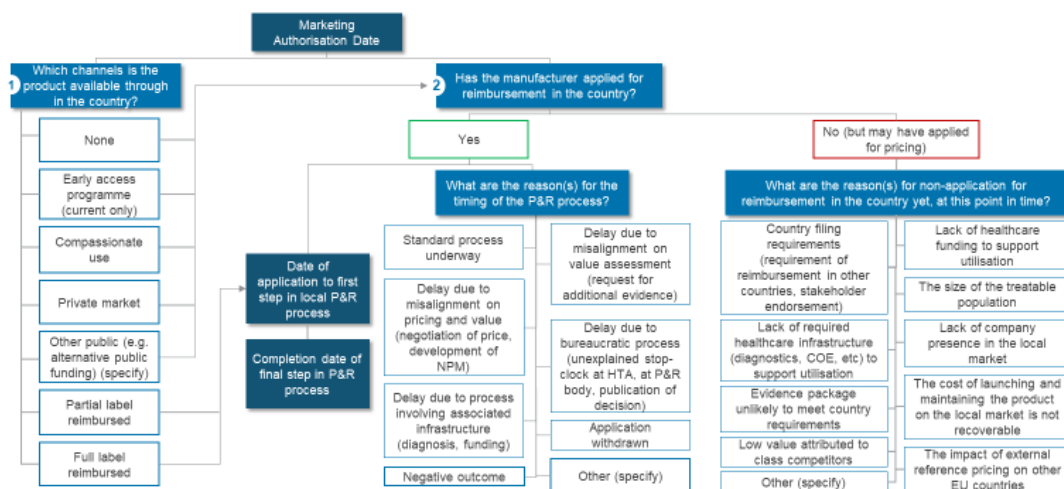 Marketing
Authorisation Date
1
Which channels is the
product available through
in the country?
None
Early access
programme
(current only)
Compassionate
use
Private market
Other public (e.g.
alternative public
funding) (specify)
Partial label
reimbursed
Full label
reimbursed
2
Has the manufacturer applied for
reimbursement in the country?
Yes
Date of
application to first
step in local P&R
process
Completion date of
final step in P&R
process
What are the reason(s) for the
timing of the P&R process?
Standard process
underway
Delay due to
misalignment on
pricing and value
(negotiation of price,
development of
NPM)
Delay due to process
involving associated
infrastructure
(diagnosis, funding)
Negative outcome
Delay due to
misalignment on
value assessment
(request for
additional evidence)
Delay due to
bureaucratic process
(unexplained stop-
clock at HTA, at P&R
body, publication of
decision)
Application
withdrawn
Other (specify)
No (but may have applied
for pricing)
What are the reason(s) for non-application for
reimbursement in the country yet, at this point in time?
Country filing
requirements
(requirement of
reimbursement in other
countries, stakeholder
endorsement)
Lack of required
healthcare infrastructure
(diagnostics, COE, etc) to
support utilisation
Evidence package
unlikely to meet country
requirements
Low value attributed to
class competitors
Other (specify)
Lack of healthcare
funding to support
utilisation
The size of the treatable
population
Lack of company
presence in the local
market
The cost of launching and
maintaining the product
on the local market is not
recoverable
The impact of external
reference pricing on other
EU countries